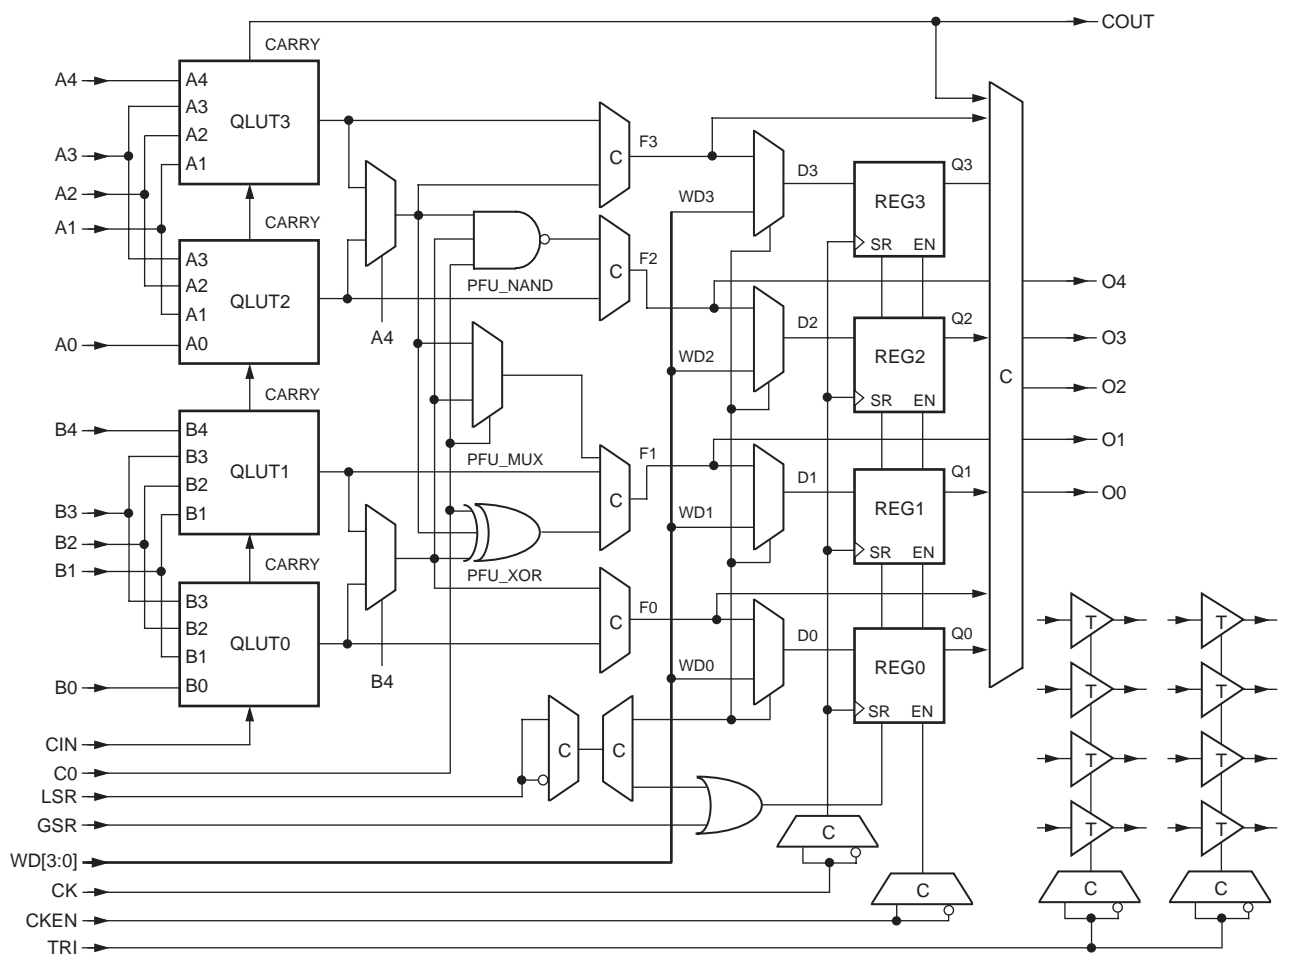 COUT
CARRY
A4
A4
A3
QLUT3
A2
A3
A1
A2
A1
CARRY
A3
A2
QLUT2
A1
A0
A0
CARRY
B4
B4
B3
QLUT1
B2
B3
B1
B2
B1
CARRY
B3
B2
QLUT0
B1
B0
B0
CIN
C0
LSR
GSR
WD[3:0]
CK
CKEN
TRI
A4
B4
PFU_NAND
PFU_MUX
PFU_XOR
C
F3
C
F2
C
F1
C
F0
WD3
WD2
WD1
WD0
D3
D2
D1
D0
REG3
SR EN
REG2
SR EN
REG1
SR EN
REG0
SR EN
Q3
Q2
Q1
Q0
C
O4
O3
O2
O1
O0
C
C
C
C
T
T
T
T
T
T
T
T
C
C